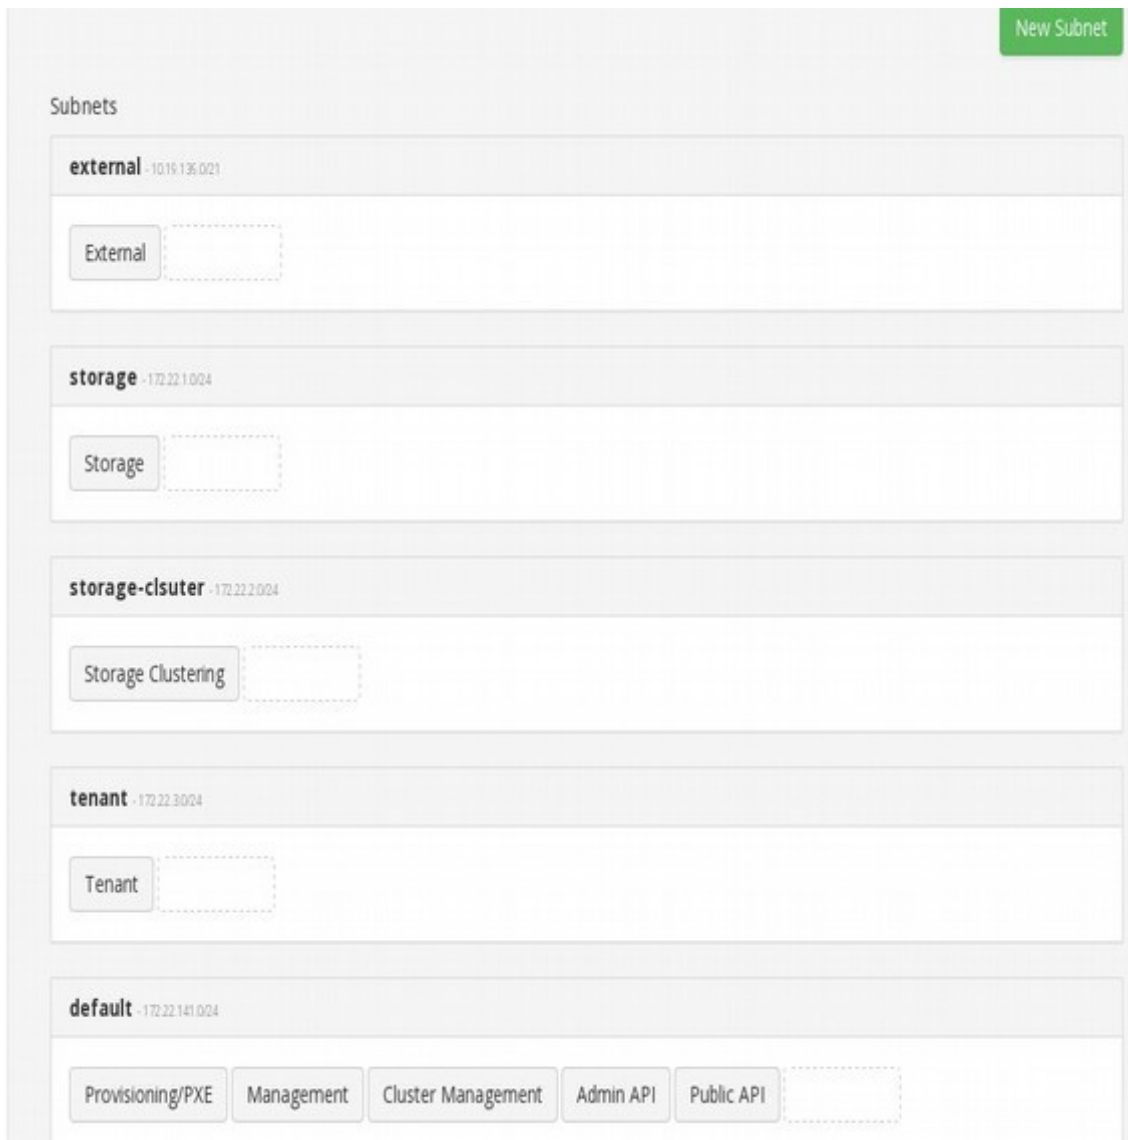 New Subnet
Subnets
external - 10.19.136.0/21
External
storage - 172.22.1.0/24
Storage
storage-clsuter - 172.22.2.0/24
Storage Clustering
tenant - 172.22.3.0/24
Tenant
default - 172.22.141.0/24
Provisioning/PXE Management Cluster Management Admin API Public API